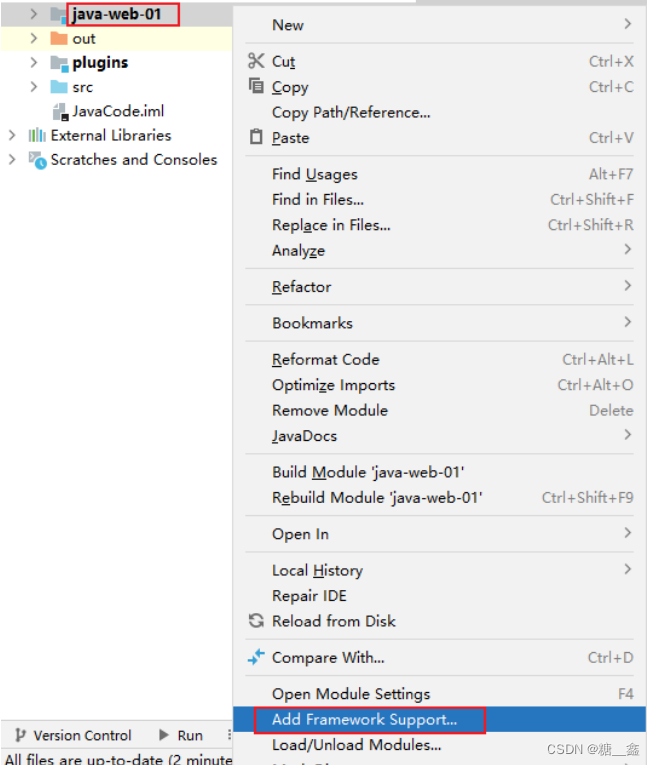 java-web-01
out
plugins
src
JavaCode.iml
External Libraries
Scratches and Consoles
New
Cut Ctrl+X
Copy Ctrl+C
Copy Path/Reference...
Paste Ctrl+V
Find Usages Alt+F7
Find in Files... Ctrl+Shift+F
Replace in Files... Ctrl+Shift+R
Analyze
Refactor
Bookmarks
Reformat Code Ctrl+Alt+L
Optimize Imports Ctrl+Alt+O
Remove Module Delete
JavaDocs
Build Module 'java-web-01'
Rebuild Module 'java-web-01' Ctrl+Shift+F9
Open In
Local History
Repair IDE
Reload from Disk
Compare With... Ctrl+D
Open Module Settings F4
Add Framework Support...
Load/Unload Modules...
Version Control Run
All files are up-to-date (2 minute
CSDN @糖__鑫